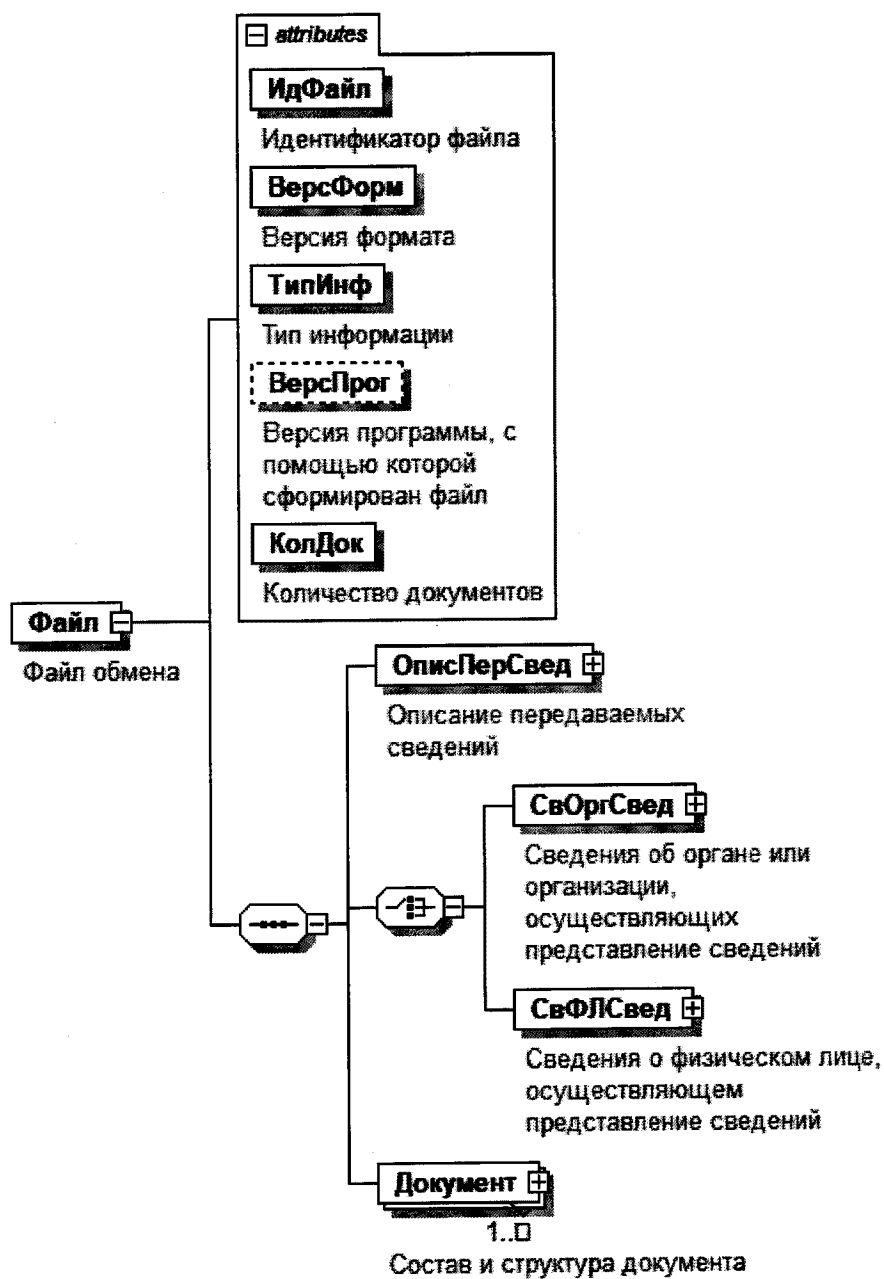 attributes
ИдФайл
Идентификатор файла
ВерсФорм
Версия формата
ТипИнф
Тип информации
ВерсПрог
Версия программы, с
помощью которой
сформирован файл
КолДок
Количество документов
Файл
Файл обмена
ОписПерСвед
Описание передаваемых
сведений
СвОргСвед
Сведения об органе или
организации,
осуществляющих
представление сведений
СвФЛСвед
Сведения о физическом лице,
осуществляющем
представление сведений
Документ
1..□
Состав и структура документа